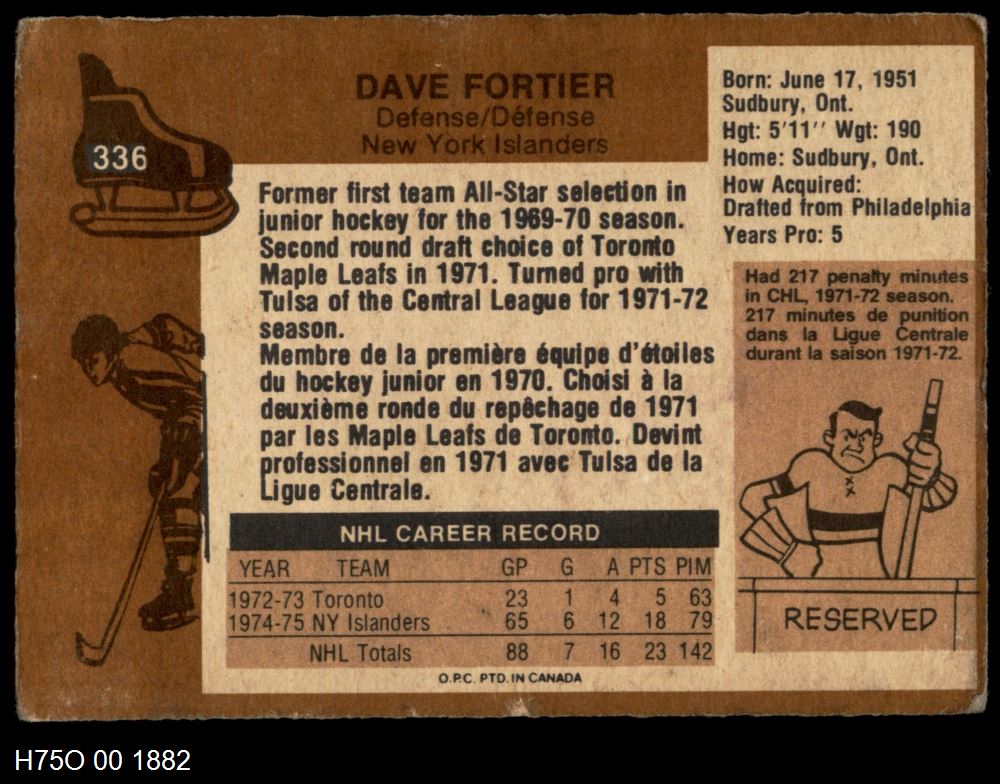 336
DAVE FORTIER
Defense/Défense
New York Islanders
Born: June 17, 1951
Sudbury, Ont.
Hgt: 5'11'' Wgt: 190
Home: Sudbury, Ont.
How Acquired:
Drafted from Philadelphia
Years Pro: 5
Former first team All-Star selection in
junior hockey for the 1969-70 season.
Second round draft choice of Toronto
Maple Leafs in 1971. Turned pro with
Tulsa of the Central League for 1971-72
season.
Membre de la première équipe d'étoiles
du hockey junior en 1970. Choisi à la
deuxième ronde du repêchage de 1971
par les Maple Leafs de Toronto. Devint
professionnel en 1971 avec Tulsa de la
Ligue Centrale.
Had 217 penalty minutes
in CHL, 1971-72 season.
217 minutes de punition
dans la Ligue Centrale
durant la saison 1971-72.
RESERVED
NHL CAREER RECORD
YEAR TEAM GP G A PTS PIM
1972-73 Toronto 23 1 4 5 63
1974-75 NY Islanders 65 6 12 18 79
NHL Totals 88 7 16 23 142
O.P.C. PTD. IN CANADA
H75O 00 1882